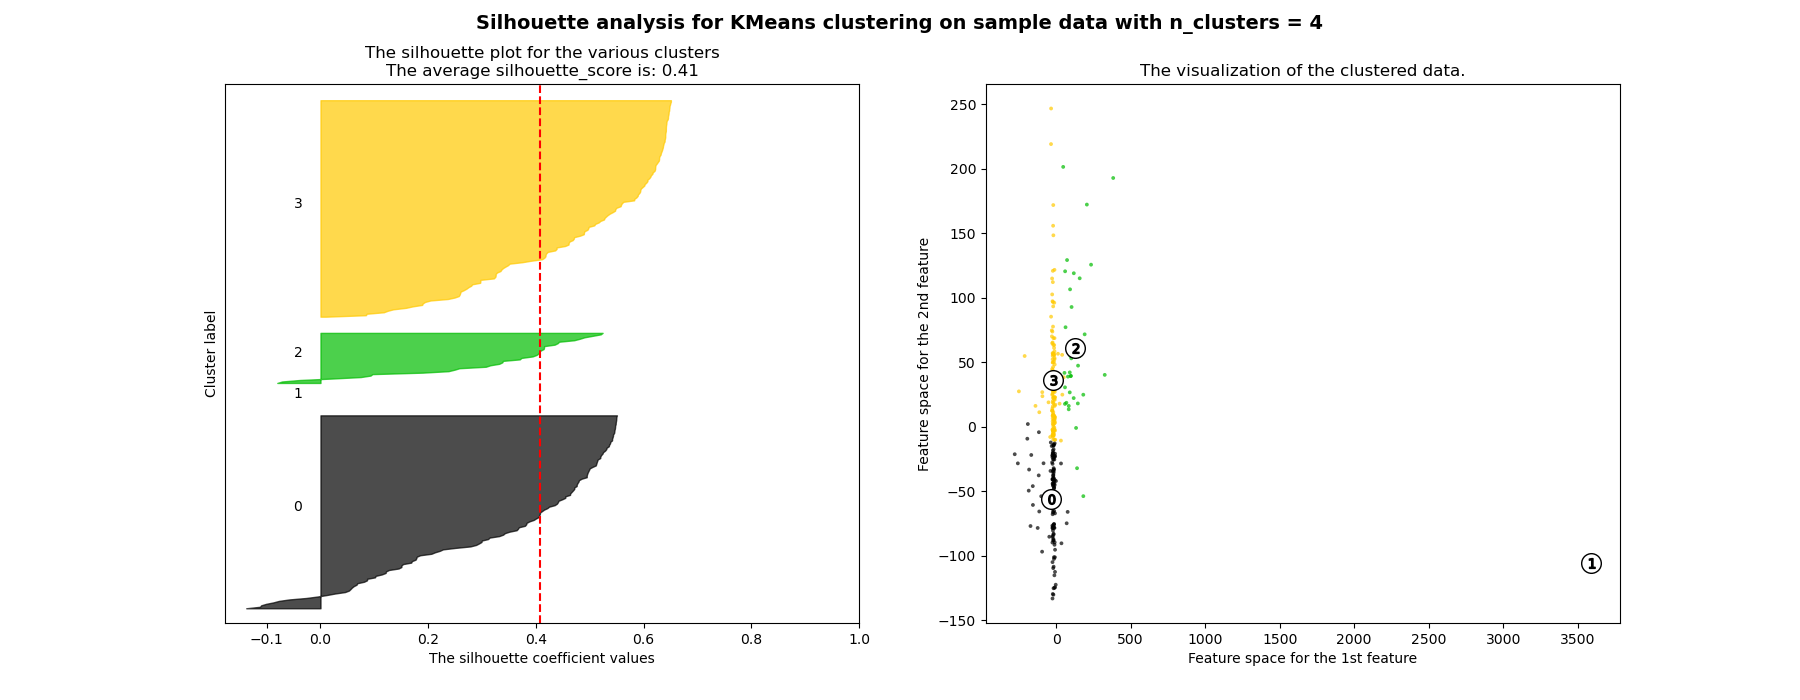 Silhouette analysis for KMeans clustering on sample data with n_clusters = 4
The silhouette plot for the various clusters
The average silhouette_score is: 0.41
3
2
1
0
Cluster label
−0.1 0.0 0.2 0.4 0.6 0.8 1.0
The silhouette coefficient values
The visualization of the clustered data.
250
200
150
100
50
0
−50
−100
−150
Feature space for the 2nd feature
2
3
0
1
0 500 1000 1500 2000 2500 3000 3500
Feature space for the 1st feature